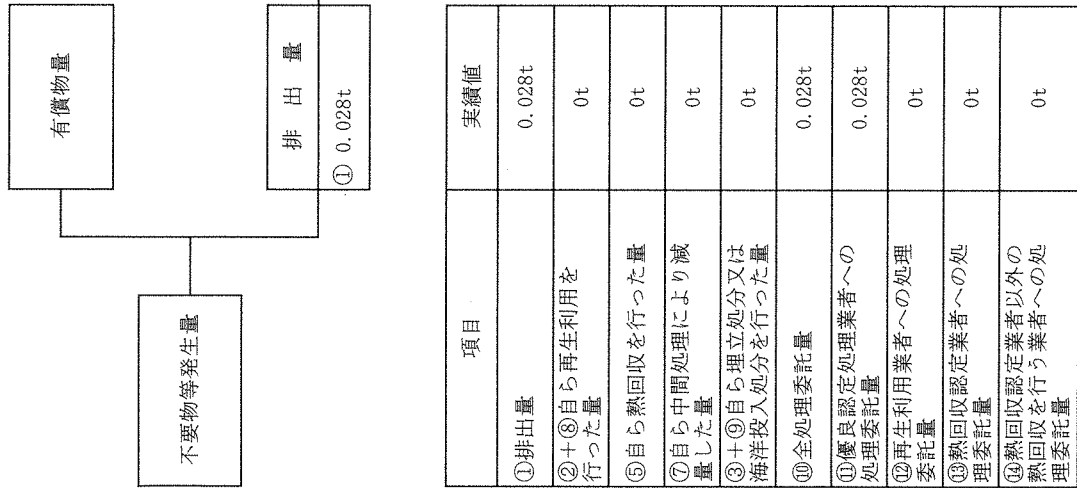 有償物量
不要物等発生量
排出量
① 0.028t
項目
実績値
①排出量
0.028t
②+⑧自ら再生利用を
行った量
0t
⑤自ら熱回収を行った量
0t
⑦自ら中間処理により減
量した量
0t
③+⑨自ら埋立処分又は
海洋投入処分を行った量
0t
⑩全処理委託量
0.028t
⑪優良認定処理業者への
処理委託量
0.028t
⑫再生利用業者への処理
委託量
0t
⑬熱回収認定業者への処
理委託量
0t
⑭熱回収認定業者以外の
熱回収を行う業者への処
理委託量
0t